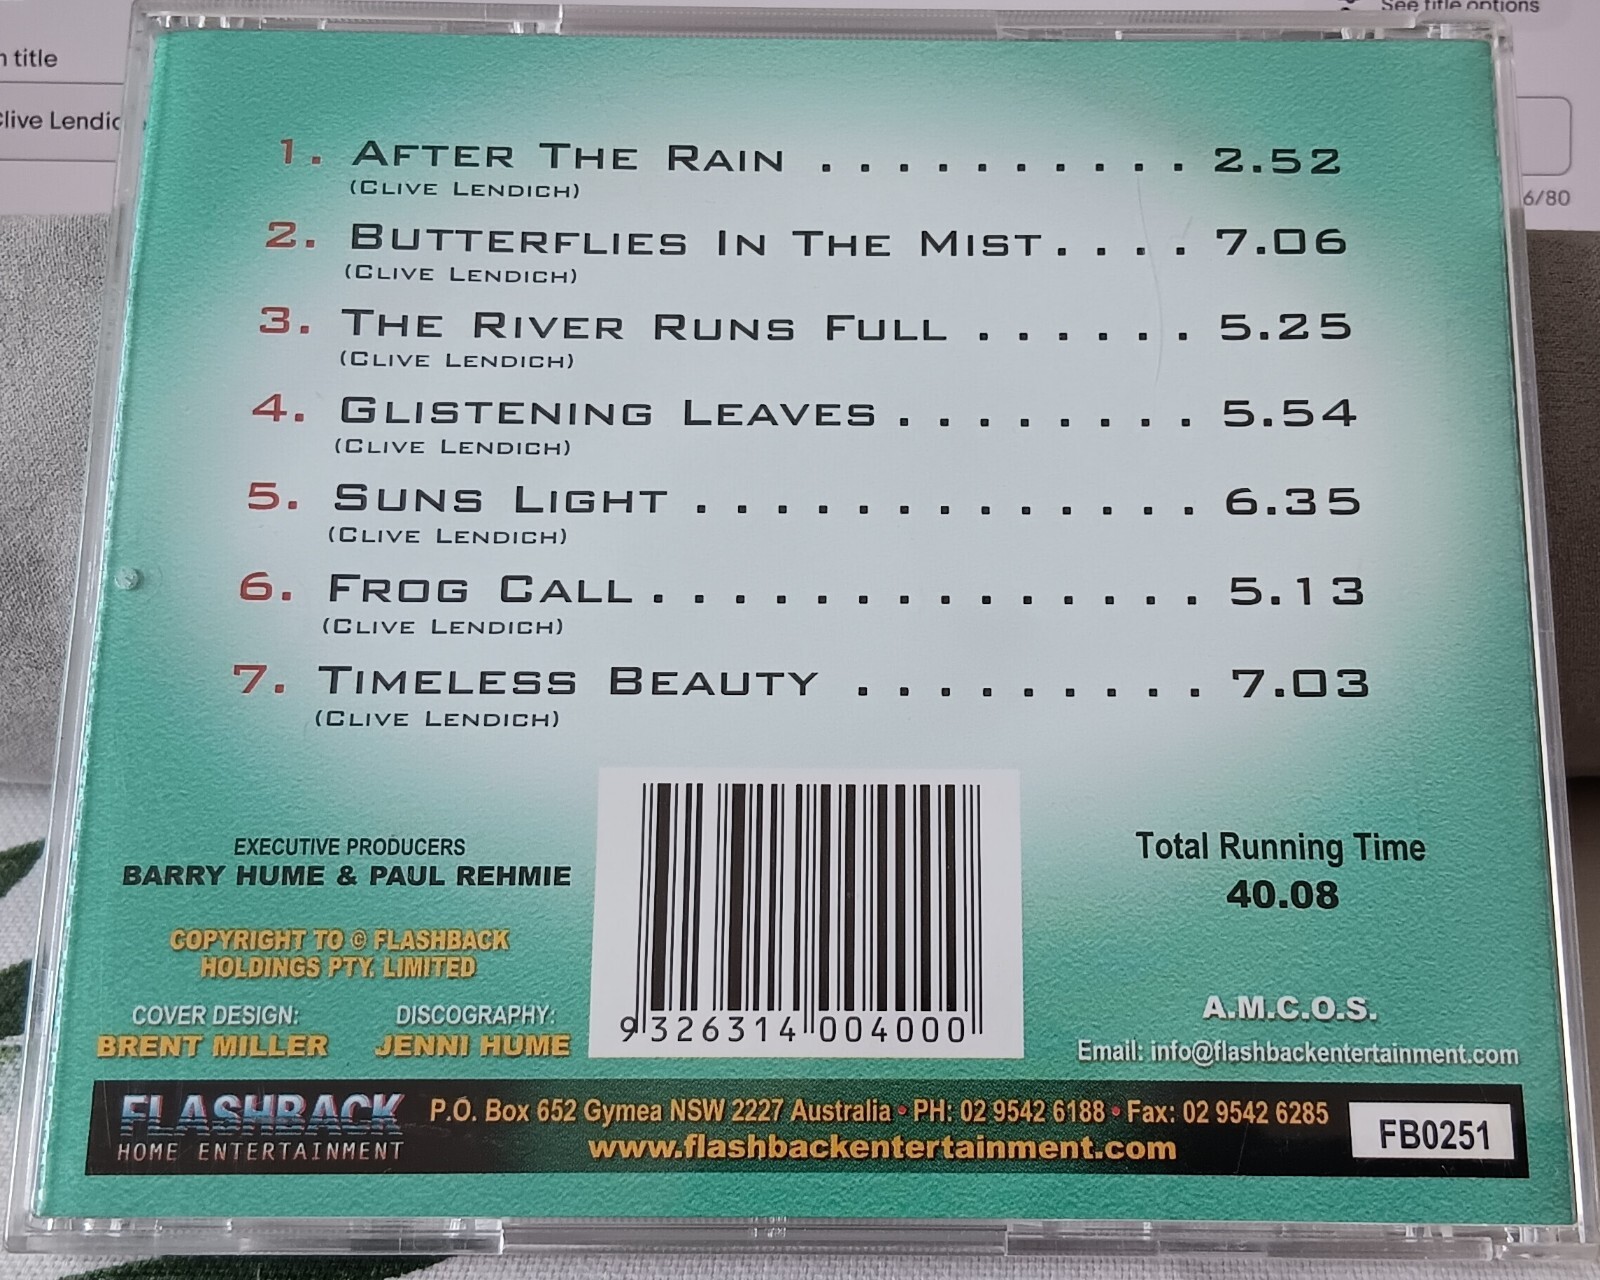 See title options
title
Clive Lendic
6/80
1. AFTER THE RAIN . . . . . . . . . . 2.52
(CLIVE LENDICH)
2. BUTTERFLIES IN THE MIST . . . . 7.06
(CLIVE LENDICH)
3. THE RIVER RUNS FULL . . . . . . 5.25
(CLIVE LENDICH)
4. GLISTENING LEAVES . . . . . . . . 5.54
(CLIVE LENDICH)
5. SUNS LIGHT . . . . . . . . . . . . . 6.35
(CLIVE LENDICH)
6. FROG CALL . . . . . . . . . . . . . . 5.13
(CLIVE LENDICH)
7. TIMELESS BEAUTY . . . . . . . . . 7.03
(CLIVE LENDICH)
EXECUTIVE PRODUCERS
BARRY HUME & PAUL REHMIE
COPYRIGHT TO © FLASHBACK
HOLDINGS PTY. LIMITED
COVER DESIGN:
BRENT MILLER
DISCOGRAPHY:
JENNI HUME
9 326314 004000
Total Running Time
40.08
A.M.C.O.S.
Email: info@flashbackentertainment.com
FLASHBACK
HOME ENTERTAINMENT
P.O. Box 652 Gymea NSW 2227 Australia • PH: 02 9542 6188 • Fax: 02 9542 6285
www.flashbackentertainment.com
FB0251